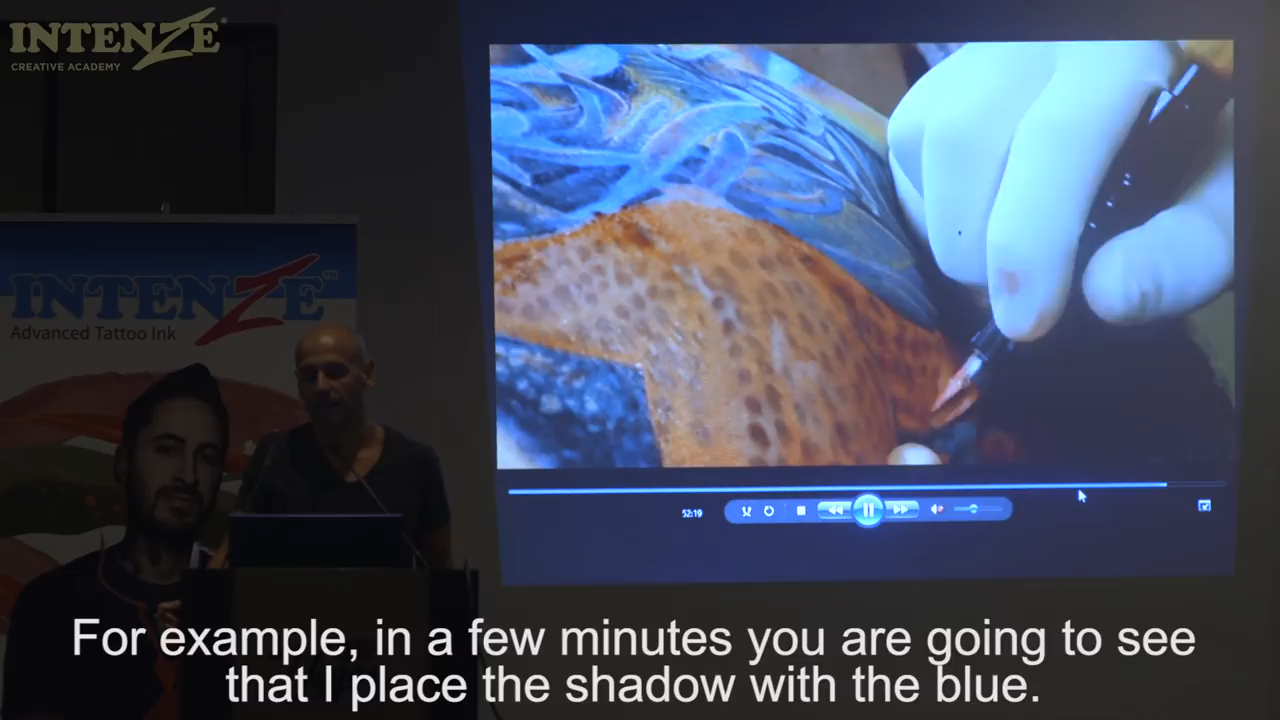 INTENZE®
CREATIVE ACADEMY
INTENZE™
Advanced Tattoo Ink
52:19
For example, in a few minutes you are going to see
that I place the shadow with the blue.